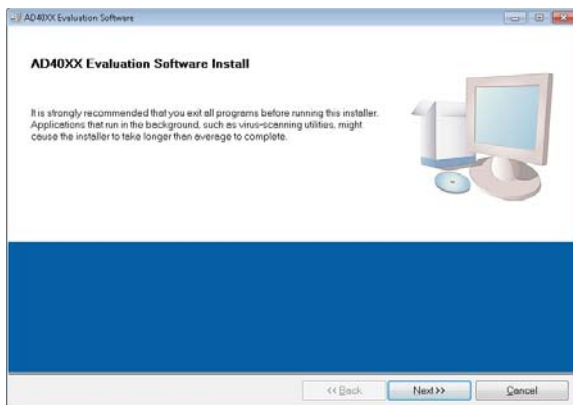 AD40XX Evaluation Software
AD40XX Evaluation Software Install
It is strongly recommended that you exit all programs before running this installer.
Applications that run in the background, such as virus-scanning utilities, might
cause the installer to take longer than average to complete.
<< Back
Next >>
Cancel